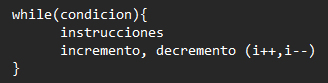 while(condicion){
instrucciones
incremento, decremento (i++,i--)
}